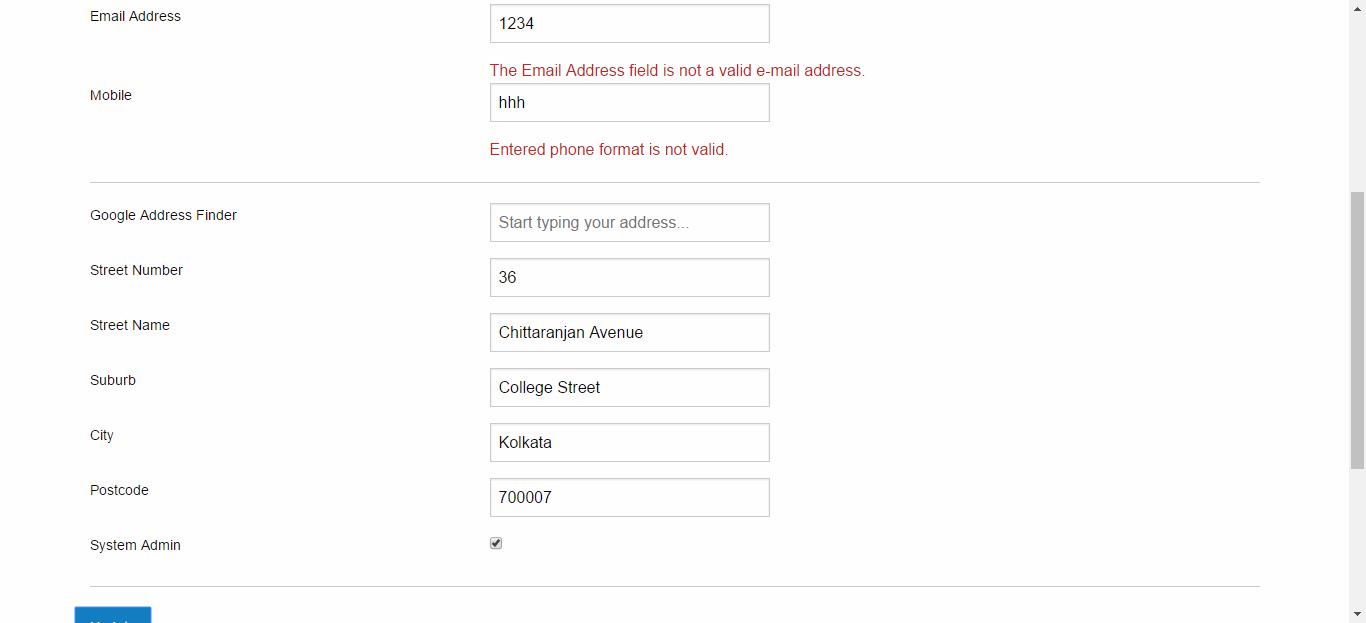 Email Address
1234
The Email Address field is not a valid e-mail address.
Mobile
hhh
Entered phone format is not valid.
Google Address Finder
Start typing your address...
Street Number
36
Street Name
Chittaranjan Avenue
Suburb
College Street
City
Kolkata
Postcode
700007
System Admin